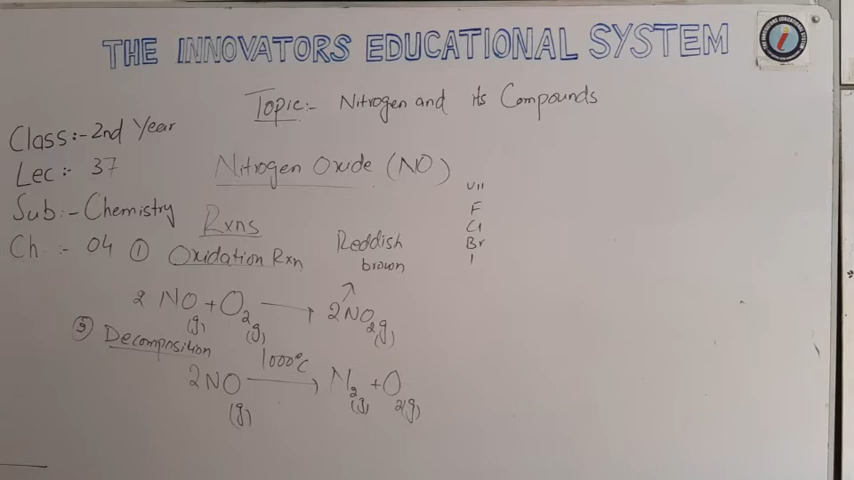 THE INNOVATORS EDUCATIONAL SYSTEM
Topic:- Nitrogen and its Compounds
Class:- 2nd Year
Lec:- 37
Sub:- Chemistry
Ch:- 04
Nitrogen Oxide (NO)
VII
F
Cl
Br
I
Rxns
① Oxidation Rxn
Reddish
brown
2NO(g) + O₂(g) → 2NO₂(g)
③ Decomposition
2NO(g) 1000°C → N₂(g) + O₂(g)